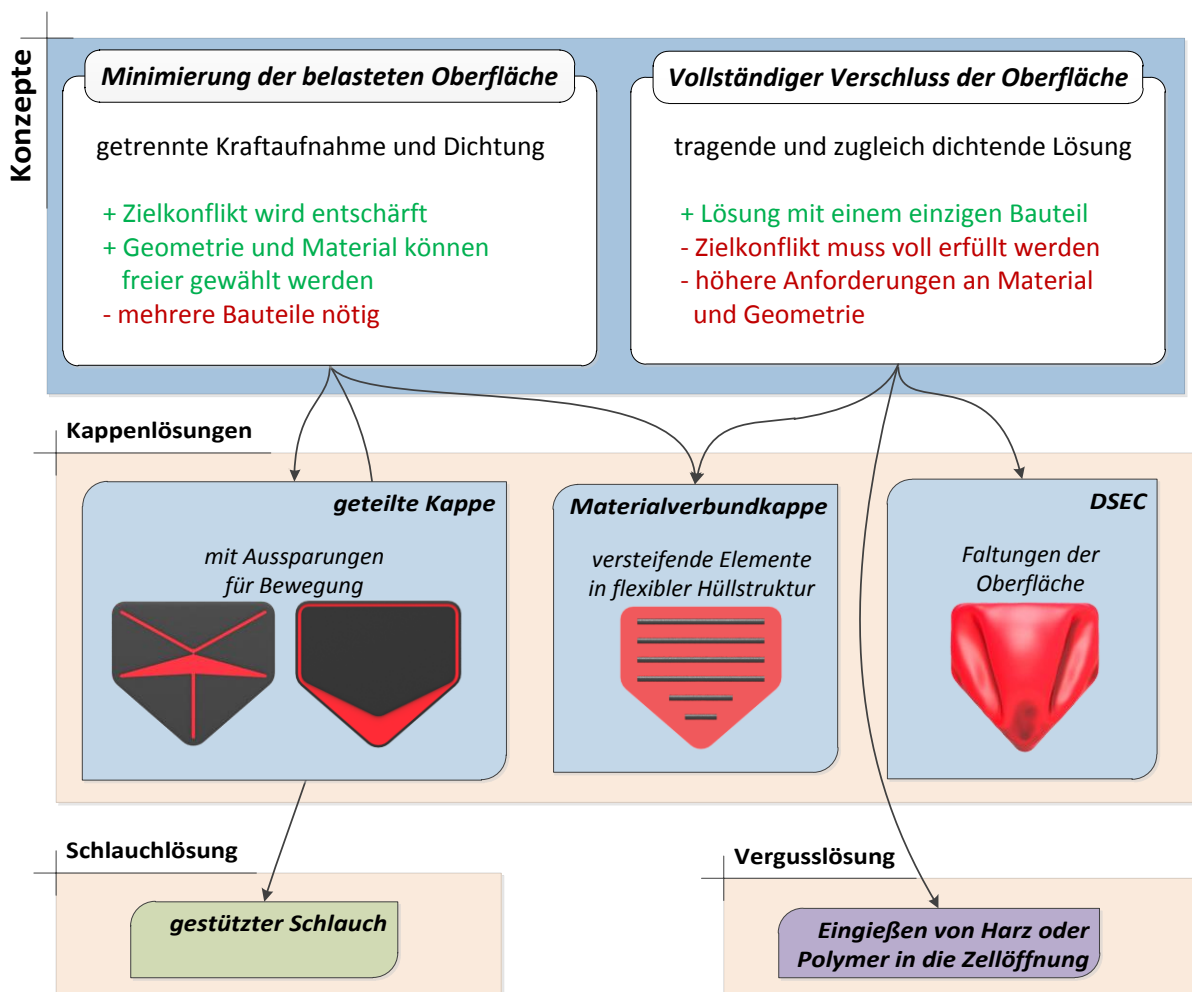 Konzepte
Minimierung der belasteten Oberfläche
getrennte Kraftaufnahme und Dichtung
+ Zielkonflikt wird entschärft
+ Geometrie und Material können
freier gewählt werden
- mehrere Bauteile nötig
Vollständiger Verschluss der Oberfläche
tragende und zugleich dichtende Lösung
+ Lösung mit einem einzigen Bauteil
- Zielkonflikt muss voll erfüllt werden
- höhere Anforderungen an Material
und Geometrie
Kappenlösungen
geteilte Kappe
mit Aussparungen
für Bewegung
Materialverbundkappe
versteifende Elemente
in flexibler Hüllstruktur
DSEC
Faltungen der
Oberfläche
Schlauchlösung
gestützter Schlauch
Vergusslösung
Eingießen von Harz oder
Polymer in die Zellöffnung